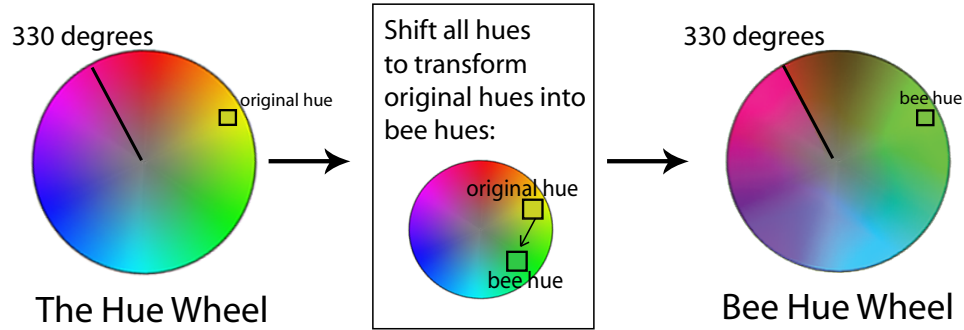 330 degrees
original hue
The Hue Wheel
Shift all hues
to transform
original hues into
bee hues:
original hue
bee hue
330 degrees
bee hue
Bee Hue Wheel